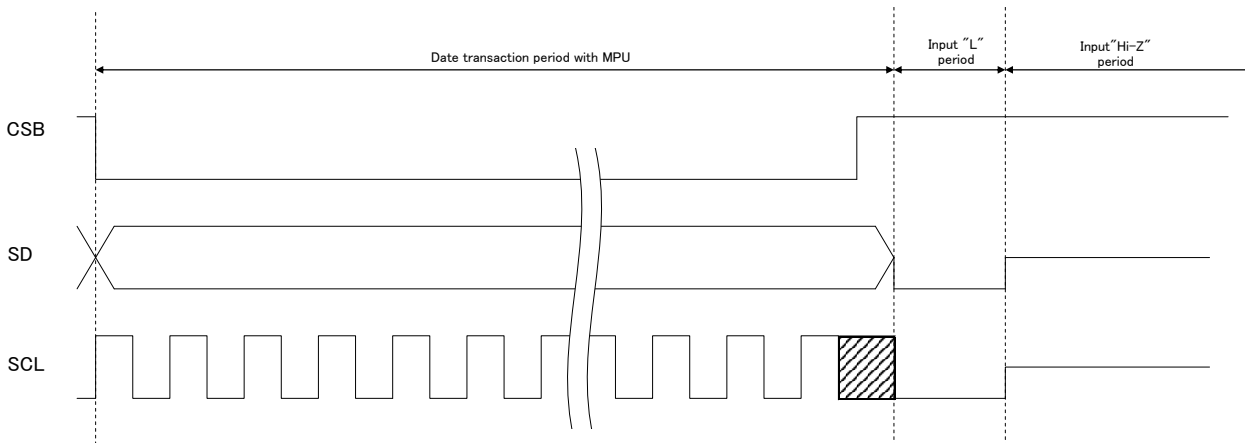 Date transaction period with MPU
Input "L"
period
Input"Hi-Z"
period
CSB
SD
SCL